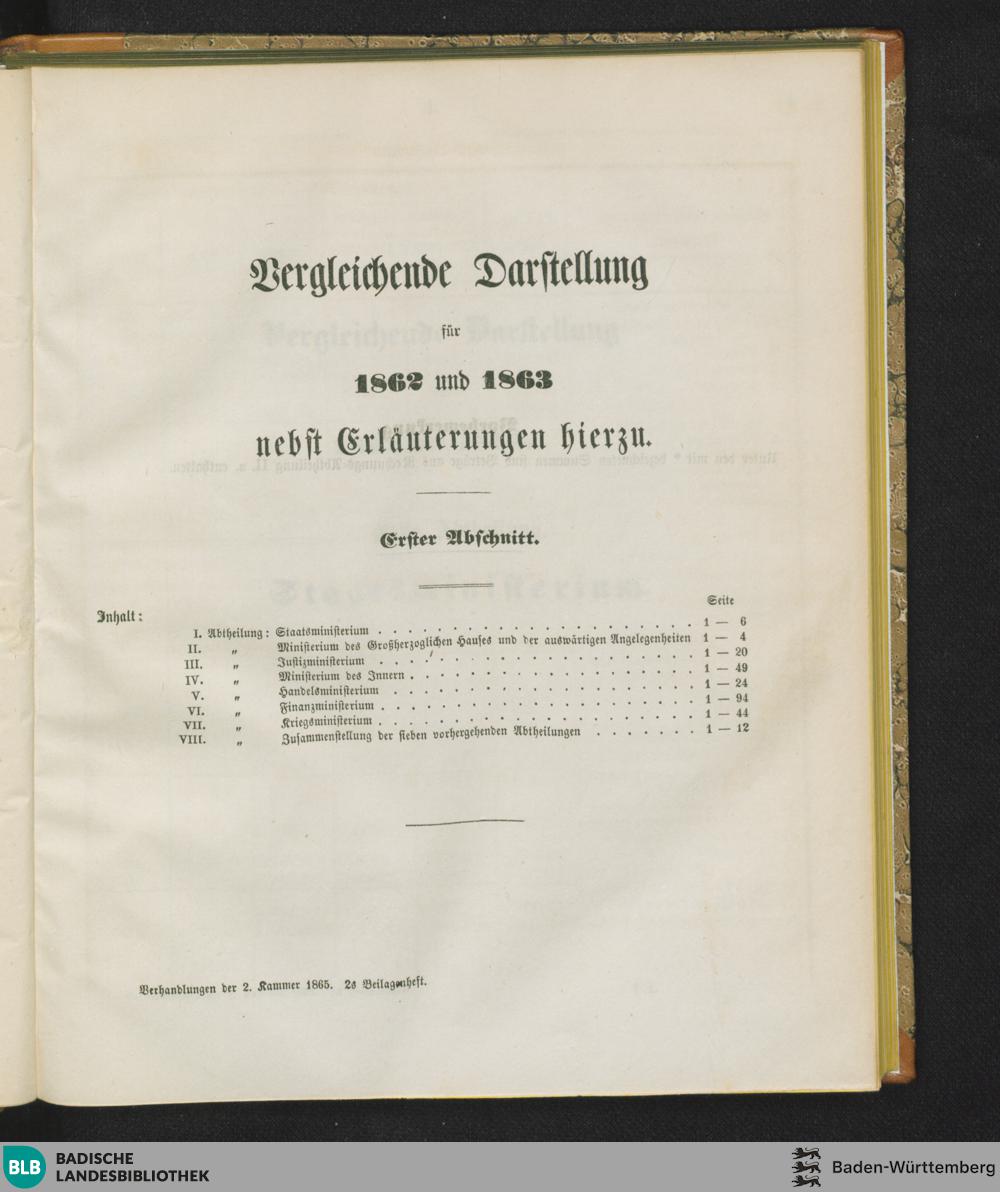 Vergleichende Darstellung
für
1862 und 1863
nebst Erläuterungen hierzu.
Erster Abschnitt.
Inhalt:
Seite
I. Abtheilung: Staatsministerium . . . . . . . . . . . . . . . . . . . . 1 — 6
II. „ Ministerium des Großherzoglichen Hauses und der auswärtigen Angelegenheiten 1 — 4
III. „ Justizministerium . . . . . . . . . . . . . . . . . . . . 1 — 20
IV. „ Ministerium des Innern . . . . . . . . . . . . . . . . . . 1 — 49
V. „ Handelsministerium . . . . . . . . . . . . . . . . . . . 1 — 24
VI. „ Finanzministerium . . . . . . . . . . . . . . . . . . . . 1 — 94
VII. „ Kriegsministerium . . . . . . . . . . . . . . . . . . . . 1 — 44
VIII. „ Zusammenstellung der sieben vorhergehenden Abtheilungen . . . . . . . 1 — 12
Verhandlungen der 2. Kammer 1865. 2s Beilagenheft.
BLB BADISCHE
LANDESBIBLIOTHEK
Baden-Württemberg